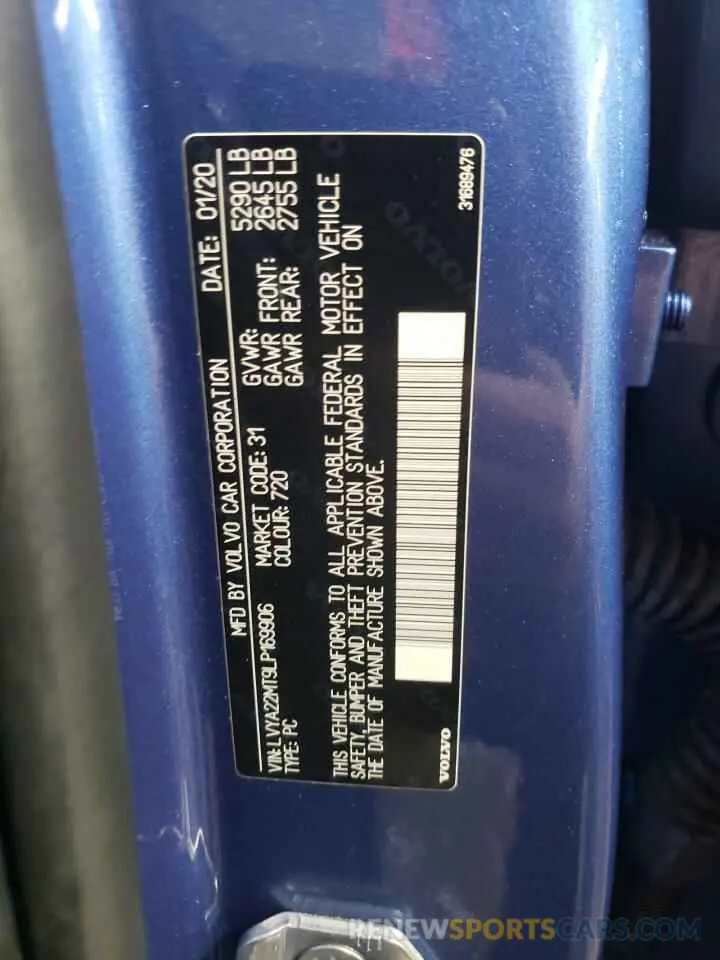 MFD BY VOLVO CAR CORPORATION DATE: 01/20
VIN: LVYA22MT9LP169906 GVWR: 5290 LB
TYPE: PC MARKET CODE: 31 GAWR FRONT: 2645 LB
COLOUR: 720 GAWR REAR: 2755 LB
THIS VEHICLE CONFORMS TO ALL APPLICABLE FEDERAL MOTOR VEHICLE
SAFETY, BUMPER AND THEFT PREVENTION STANDARDS IN EFFECT ON
THE DATE OF MANUFACTURE SHOWN ABOVE.
VOLVO 31689476
RENEWSPORTSCARS.COM